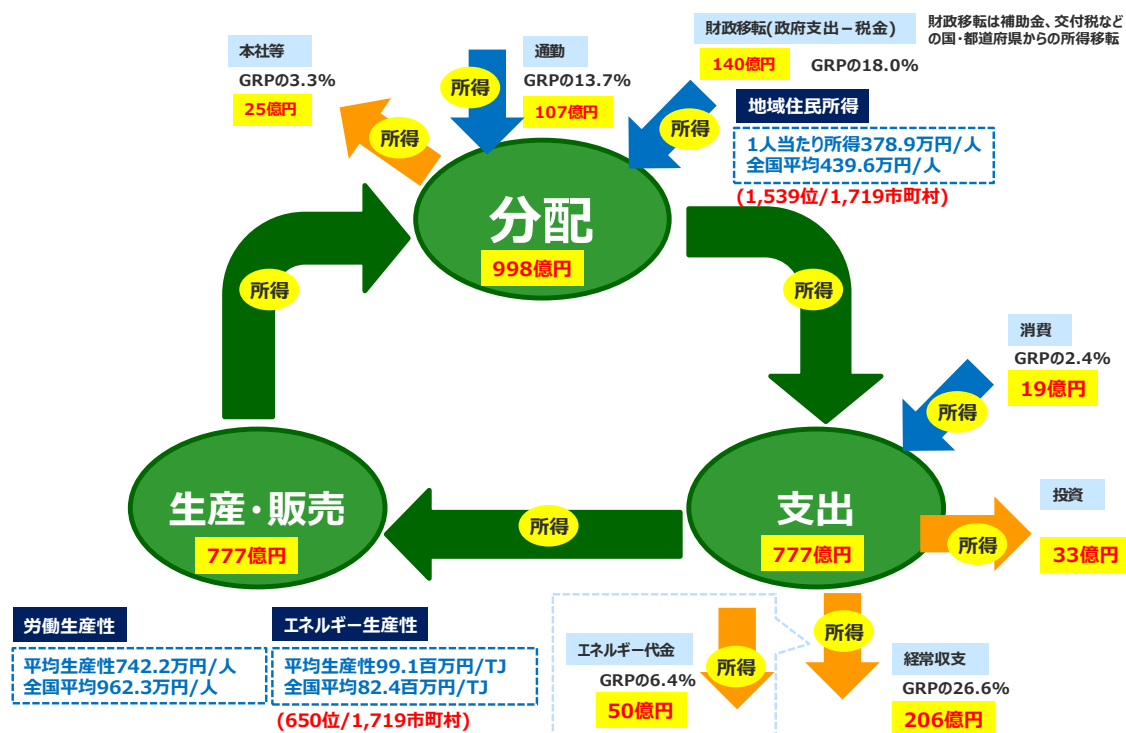 財政移転(政府支出－税金)
財政移転は補助金、交付税など
の国・都道府県からの所得移転
本社等
GRPの3.3%
25億円
所得
通勤
GRPの13.7%
107億円
所得
140億円
GRPの18.0%
所得
地域住民所得
1人当たり所得378.9万円/人
全国平均439.6万円/人
(1,539位/1,719市町村)
分配
998億円
所得
所得
消費
GRPの2.4%
19億円
所得
生産・販売
777億円
所得
支出
777億円
投資
所得
33億円
労働生産性
平均生産性742.2万円/人
全国平均962.3万円/人
エネルギー生産性
平均生産性99.1百万円/TJ
全国平均82.4百万円/TJ
(650位/1,719市町村)
エネルギー代金
GRPの6.4%
50億円
所得
所得
経常収支
GRPの26.6%
206億円